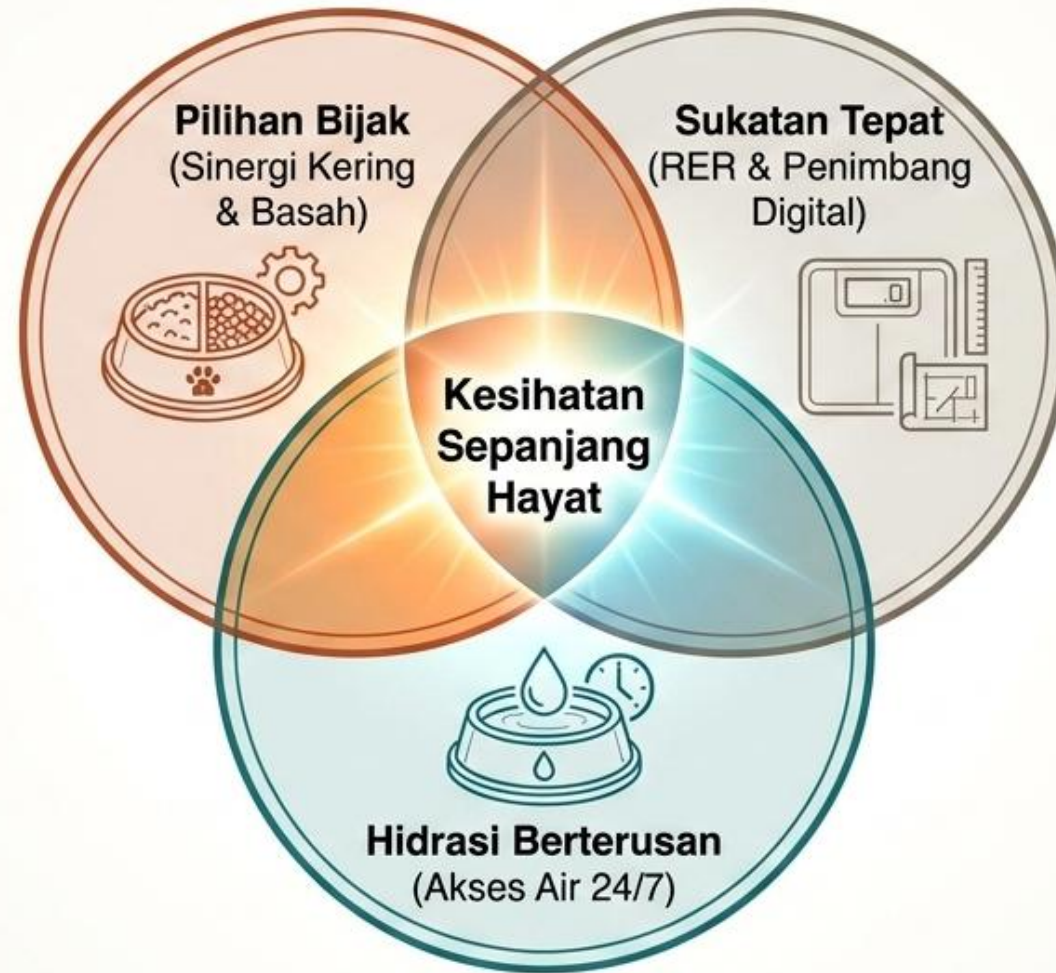 Pilihan Bijak
(Sinergi Kering
& Basah)
Sukatan Tepat
(RER & Penimbang
Digital)
Kesihatan
Sepanjang
Hayat
Hidrasi Berterusan
(Akses Air 24/7)